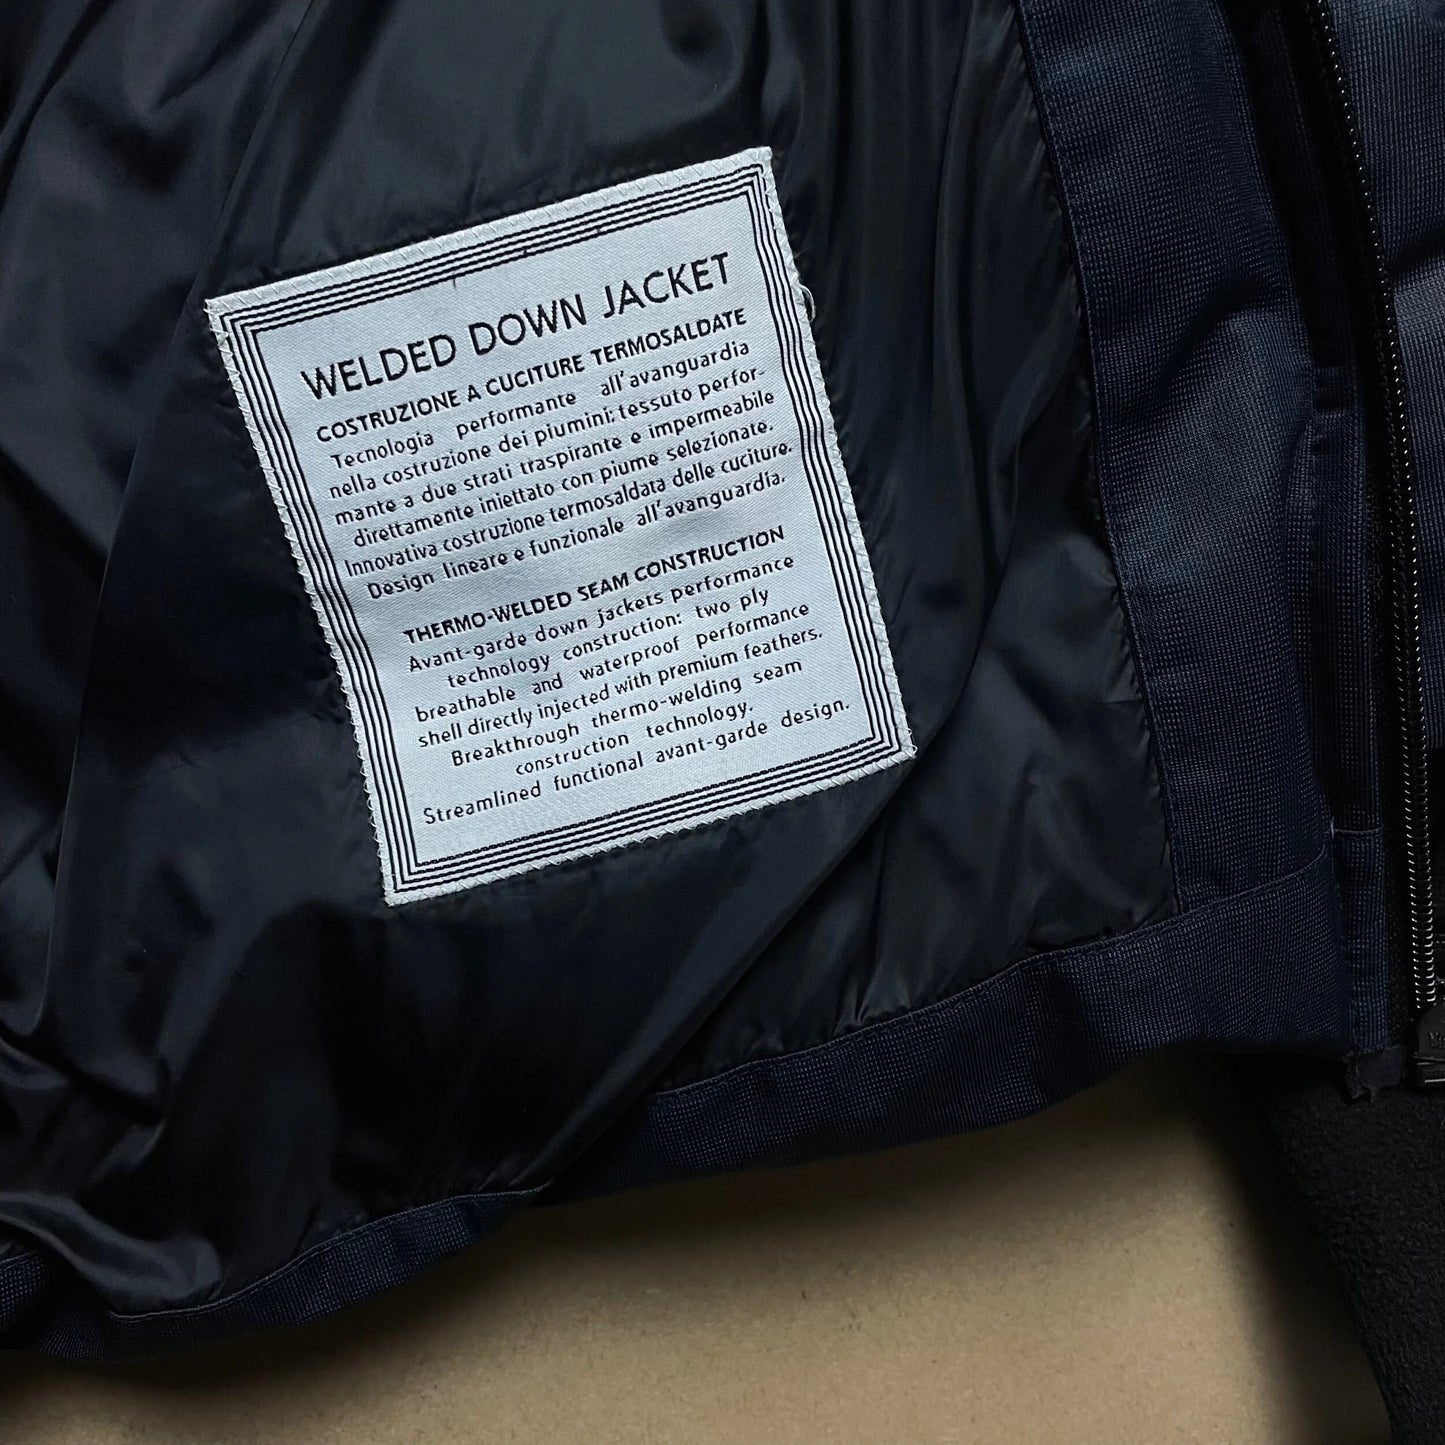 WELDED DOWN JACKET
COSTRUZIONE A CUCITURE TERMOSALDATE
Tecnologia performante all'avanguardia
nella costruzione dei piumini: tessuto perfor-
mante a due strati traspirante e impermeabile
direttamente iniettato con piume selezionate.
Innovativa costruzione termosaldata delle cuciture.
Design lineare e funzionale all'avanguardia.
THERMO-WELDED SEAM CONSTRUCTION
Avant-garde down jackets performance
technology construction: two ply
breathable and waterproof performance
shell directly injected with premium feathers.
Breakthrough thermo-welding seam
construction technology.
Streamlined functional avant-garde design.